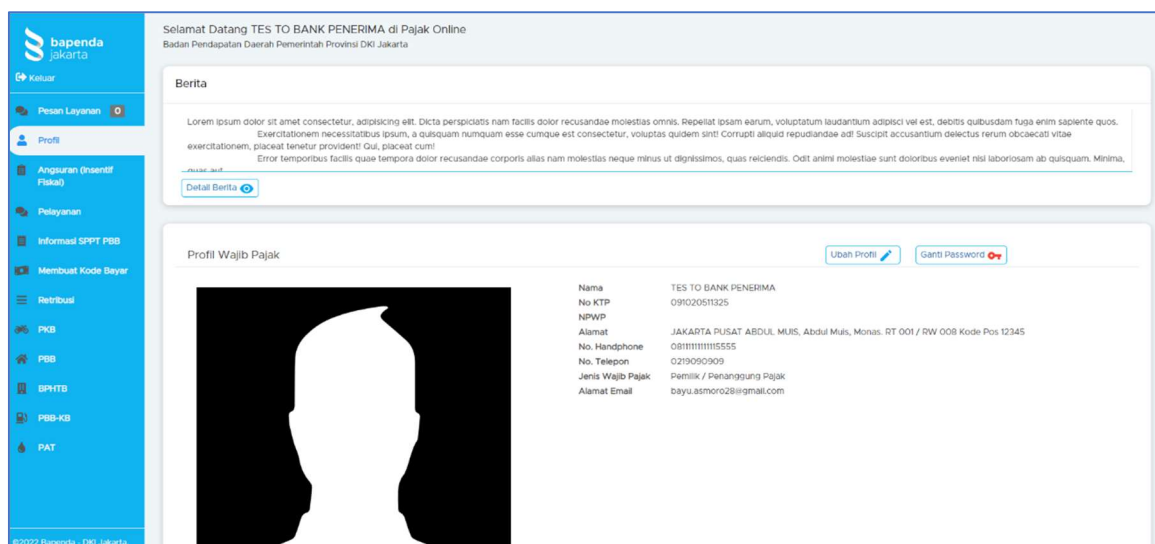 bapenda
jakarta
Keluar
Pesan Layanan 0
Profil
Angsuran (Insentif
Fiskal)
Pelayanan
Informasi SPPT PBB
Membuat Kode Bayar
Retribusi
PKB
PBB
BPHTB
PBB-KB
PAT
©2022 Bapenda - DKI Jakarta
Selamat Datang TES TO BANK PENERIMA di Pajak Online
Badan Pendapatan Daerah Pemerintah Provinsi DKI Jakarta
Berita
Lorem ipsum dolor sit amet consectetur, adipisicing elit. Dicta perspiciatis nam facilis dolor recusandae molestias omnis. Repellat ipsam earum, voluptatum laudantium adipisci vel est, debitis quibusdam fuga enim sapiente quos.
Exercitationem necessitatibus ipsum, a quisquam numquam esse cumque est consectetur, voluptas quidem sint! Corrupti aliquid repudiandae ad! Suscipit accusantium delectus rerum obcaecati vitae
exercitationem, placeat tenetur provident! Qui, placeat cum!
Error temporibus facilis quae tempora dolor recusandae corporis alias nam molestias neque minus ut dignissimos, quas reiciendis. Odit animi molestiae sunt doloribus eveniet nisi laboriosam ab quisquam. Minima,
quas aut
Detail Berita
Profil Wajib Pajak
Ubah Profil
Ganti Password
Nama TES TO BANK PENERIMA
No KTP 091020511325
NPWP
Alamat JAKARTA PUSAT ABDUL MUIS, Abdul Muis, Monas. RT 001 / RW 008 Kode Pos 12345
No. Handphone
No. Telepon 0219090909
Jenis Wajib Pajak Pemilik / Penanggung Pajak
Alamat Email bayu.asmoro28@gmail.com